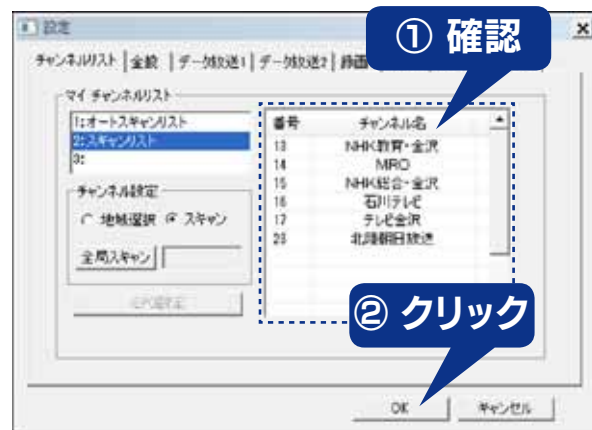 設定
① 確認
チャンネルリスト 全般 データ放送1 データ放送2 録画
マイ チャンネルリスト
1:オートスキャンリスト
2:スキャンリスト
3:
番号 チャンネル名
13 NHK教育・金沢
14 MRO
15 NHK総合・金沢
16 石川テレビ
17 テレビ金沢
23 北陸朝日放送
チャンネル設定
地域選択 スキャン
全局スキャン
② クリック
OK キャンセル